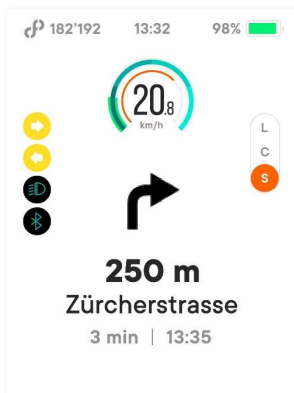 182'192 13:32 98%
20.8
km/h
L
C
S
250 m
Zürcherstrasse
3 min | 13:35